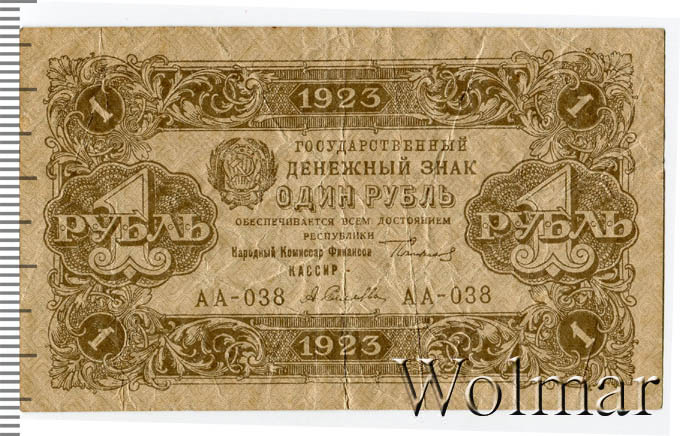 1 1923 1
ГОСУДАРСТВЕННЫЙ
ДЕНЕЖНЫЙ ЗНАК
ОДИН РУБЛЬ
ОБЕСПЕЧИВАЕТСЯ ВСЕМ ДОСТОЯНИЕМ
РЕСПУБЛИКИ
1 РУБЛЬ
1 РУБЛЬ
Народный Комиссар Финансов
КАССИР -
АА-038 АА-038
1 1923 1
Wolmar